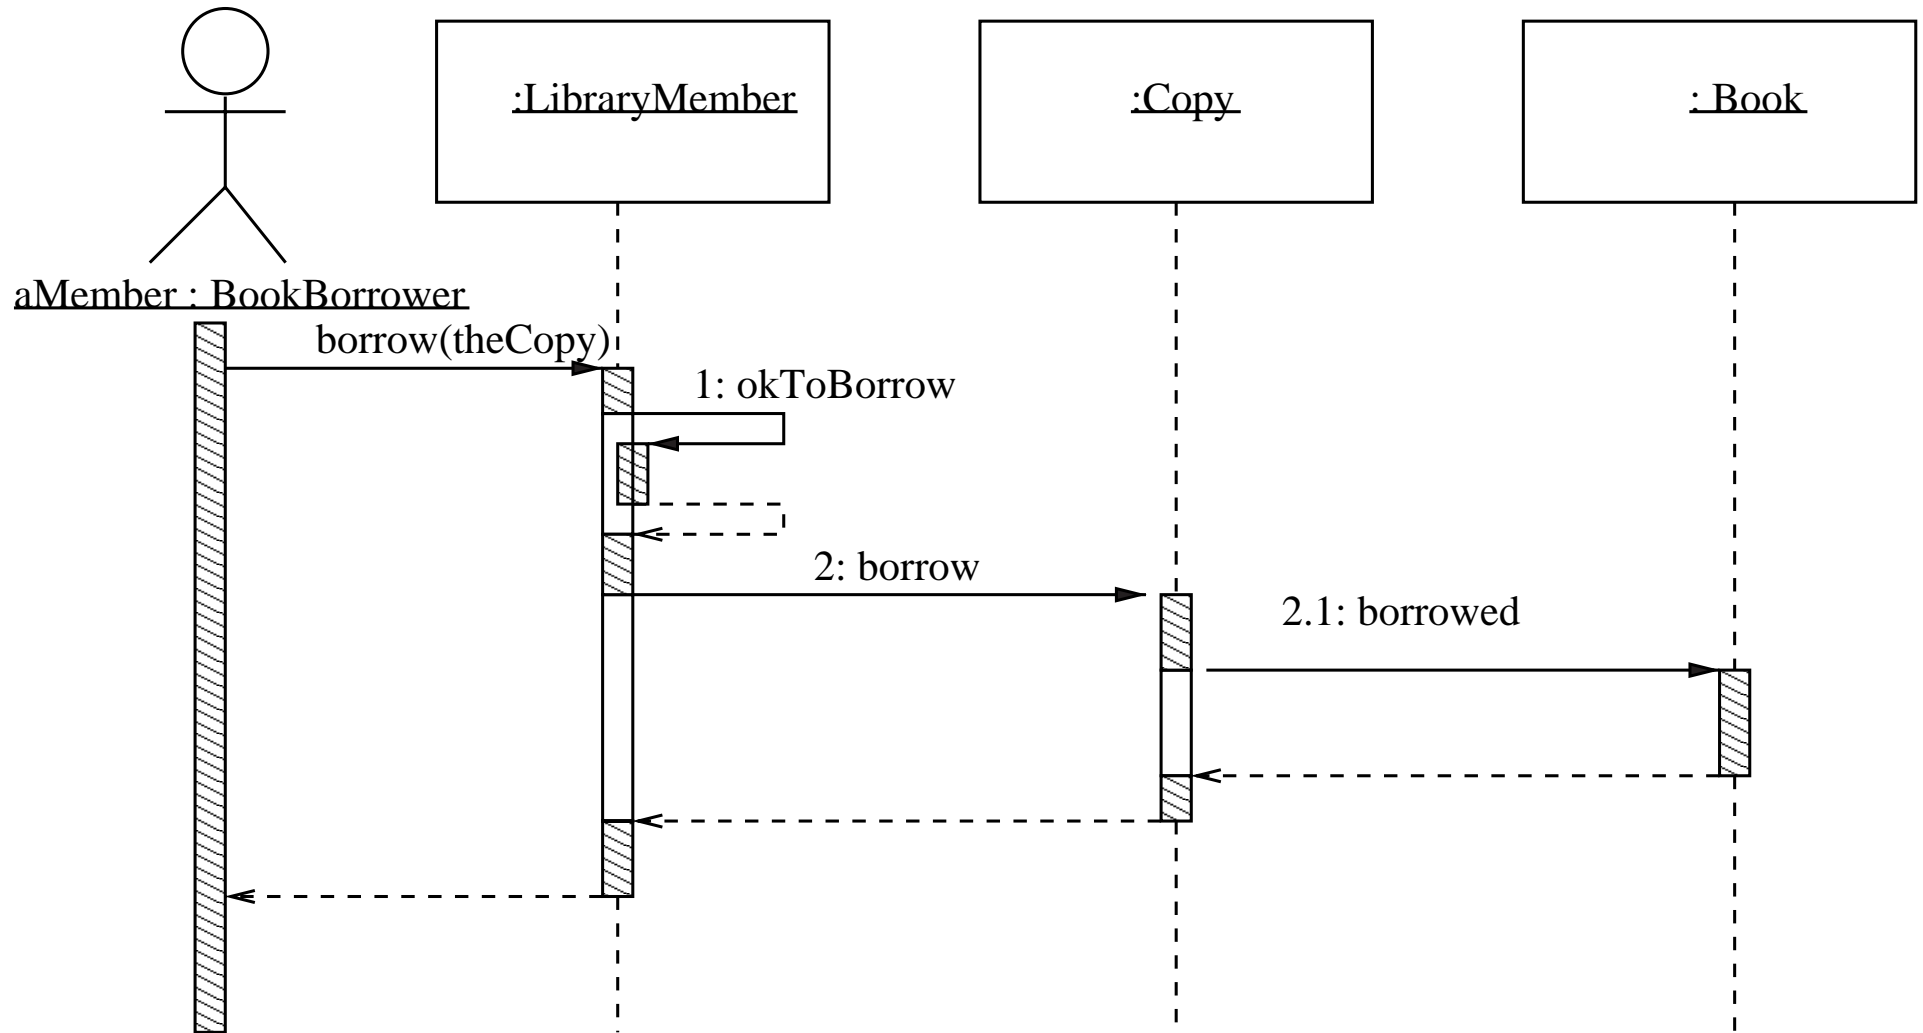 :LibraryMember
:Copy
: Book
aMember : BookBorrower
borrow(theCopy)
1: okToBorrow
2: borrow
2.1: borrowed